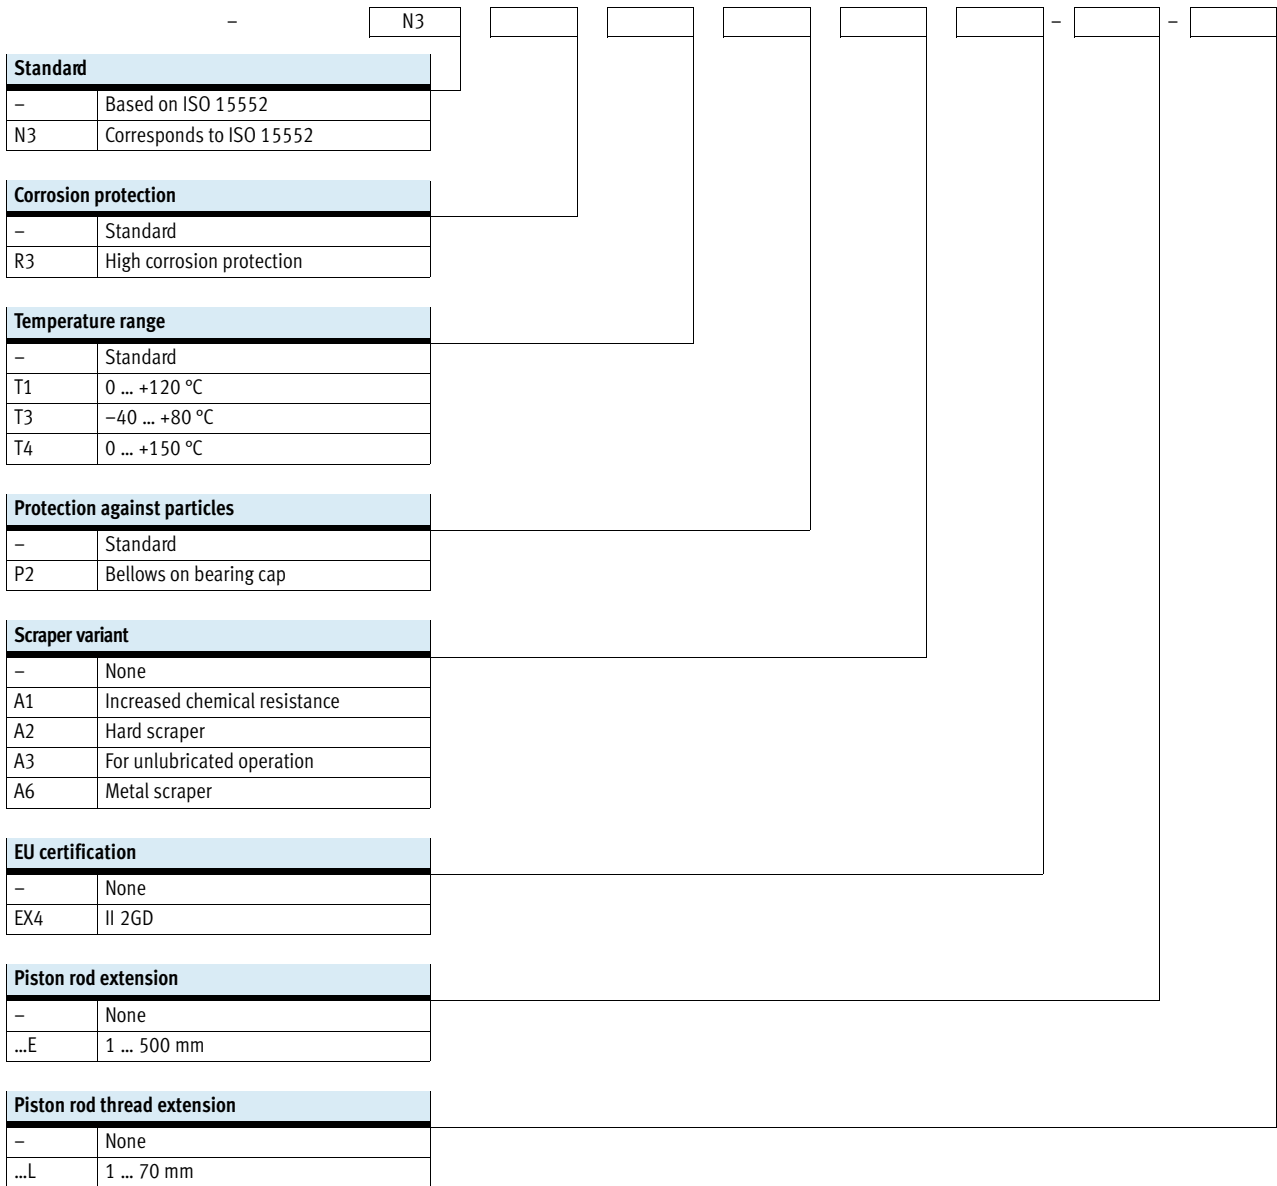 – N3 – –
Standard
– Based on ISO 15552
N3 Corresponds to ISO 15552
Corrosion protection
– Standard
R3 High corrosion protection
Temperature range
– Standard
T1 0 ... +120 °C
T3 –40 ... +80 °C
T4 0 ... +150 °C
Protection against particles
– Standard
P2 Bellows on bearing cap
Scraper variant
– None
A1 Increased chemical resistance
A2 Hard scraper
A3 For unlubricated operation
A6 Metal scraper
EU certification
– None
EX4 II 2GD
Piston rod extension
– None
...E 1 ... 500 mm
Piston rod thread extension
– None
...L 1 ... 70 mm